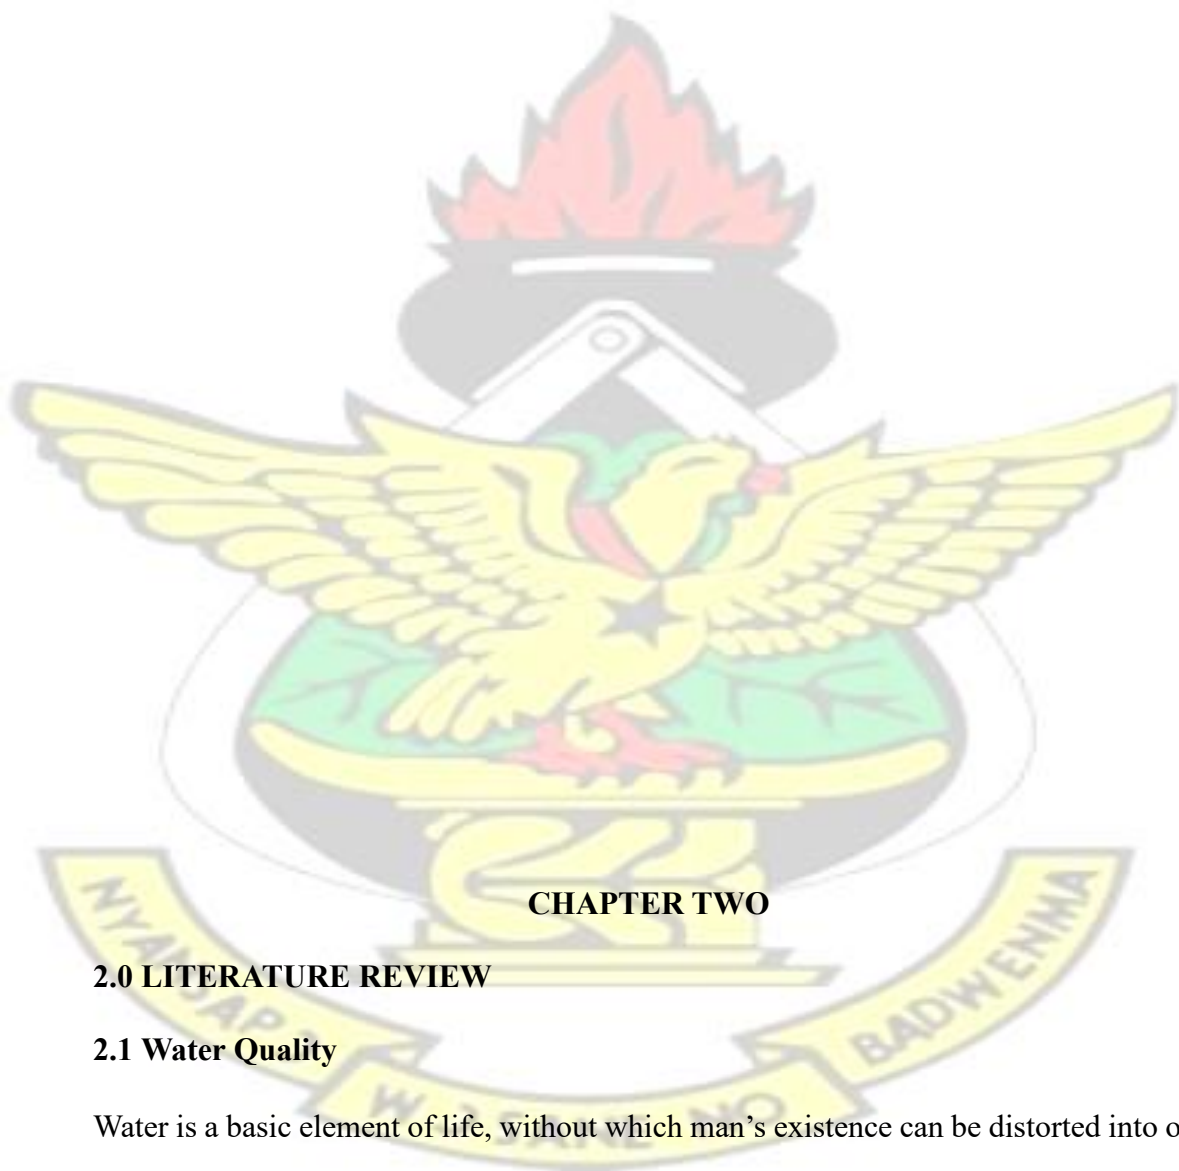 CHAPTER TWO
2.0 LITERATURE REVIEW
2.1 Water Quality
Water is a basic element of life, without which man’s existence can be distorted into
BADWENMA